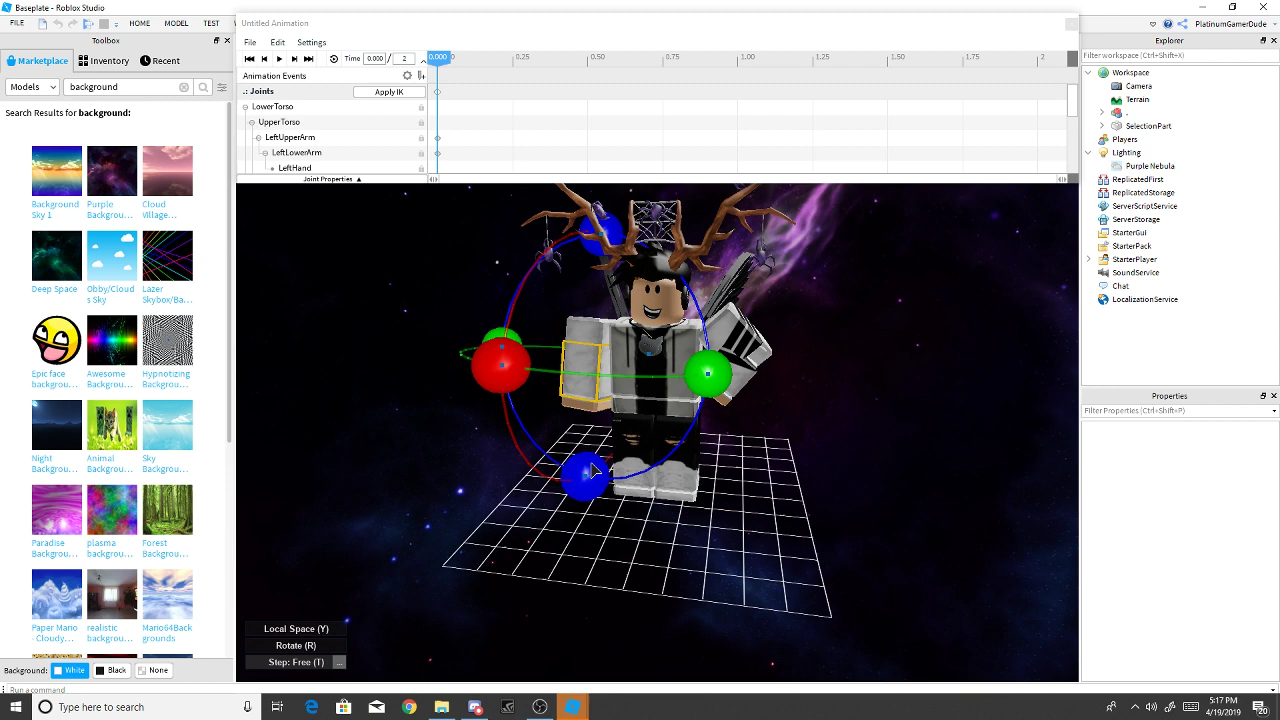 Baseplate - Roblox Studio
FILE HOME MODEL TEST
PlatinumGamerDude
Toolbox
Marketplace Inventory Recent
Models background
Search Results for background:
Background Sky 1
Purple Backgrou...
Cloud Village...
Deep Space
Obby/Clouds Sky
Lazer Skybox/Ba...
Epic face backgrou...
Awesome Backgrou...
Hypnotizing Backgrou...
Night Backgrou...
Animal Backgrou...
Sky Backgrou...
Paradise Backgrou...
plasma backgrou...
Forest Backgrou...
Paper Mario - Cloudy...
realistic backgrou...
Mario64Backgrounds
Background: White Black None
Run a command
Untitled Animation
File Edit Settings
Time 0.000 / 2
0.000 0.25 0.50 0.75 1.00 1.25 1.50 1.75 2
Animation Events
.: Joints Apply IK
LowerTorso
UpperTorso
LeftUpperArm
LeftLowerArm
LeftHand
Joint Properties ▲
Local Space (Y)
Rotate (R)
Step: Free (T) ...
Explorer
Filter workspace (Ctrl+Shift+X)
Workspace
Camera
Terrain
.
SelectionPart
Players
Lighting
Purple Nebula
ReplicatedFirst
ReplicatedStorage
ServerScriptService
ServerStorage
StarterGui
StarterPack
StarterPlayer
SoundService
Chat
LocalizationService
Properties
Filter Properties (Ctrl+Shift+P)
Type here to search
5:17 PM
4/19/2019